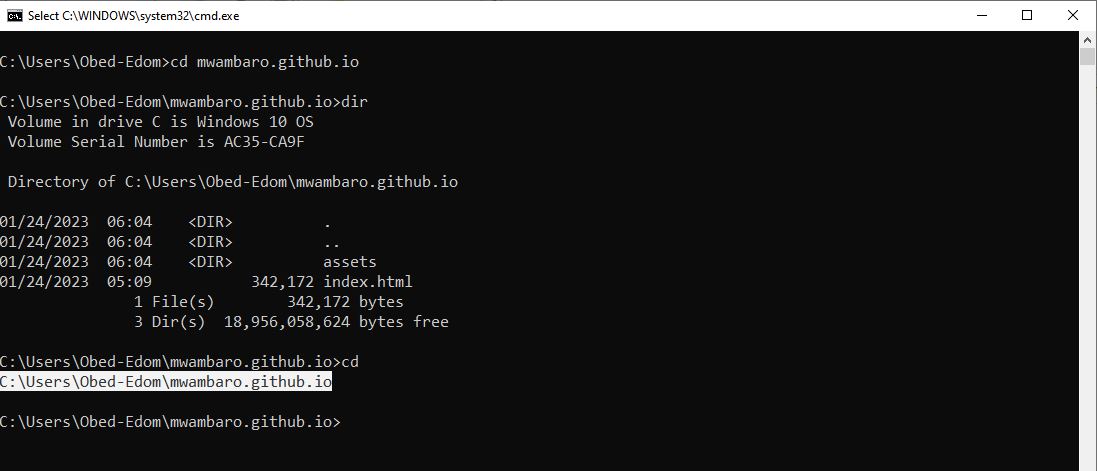 Select C:\WINDOWS\system32\cmd.exe
C:\Users\Obed-Edom>cd mwambaro.github.io
C:\Users\Obed-Edom\mwambaro.github.io>dir
Volume in drive C is Windows 10 OS
Volume Serial Number is AC35-CA9F
Directory of C:\Users\Obed-Edom\mwambaro.github.io
01/24/2023  06:04    <DIR>          .
01/24/2023  06:04    <DIR>          ..
01/24/2023  06:04    <DIR>          assets
01/24/2023  05:09           342,172 index.html
1 File(s)        342,172 bytes
3 Dir(s)  18,956,058,624 bytes free
C:\Users\Obed-Edom\mwambaro.github.io>cd
C:\Users\Obed-Edom\mwambaro.github.io
C:\Users\Obed-Edom\mwambaro.github.io>